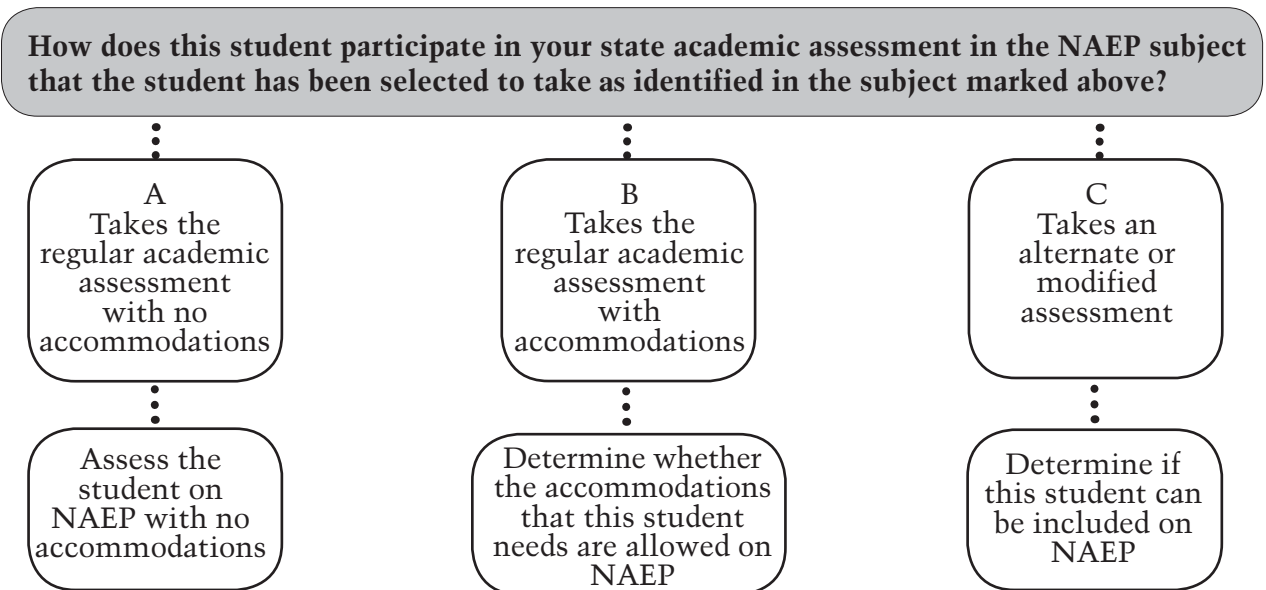 How does this student participate in your state academic assessment in the NAEP subject
that the student has been selected to take as identified in the subject marked above?
A
Takes the
regular academic
assessment
with no
accommodations
B
Takes the
regular academic
assessment
with
accommodations
C
Takes an
alternate or
modified
assessment
Assess the
student on
NAEP with no
accommodations
Determine whether
the accommodations
that this student
needs are allowed on
NAEP
Determine if
this student can
be included on
NAEP